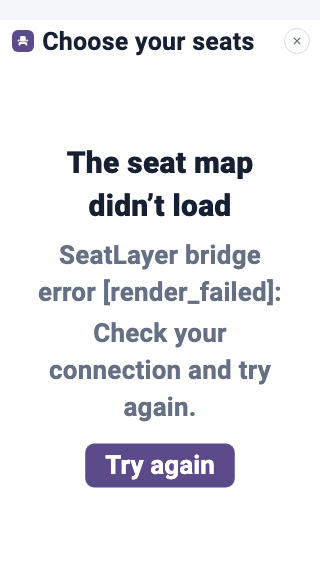 Choose your seats
The seat map
didn’t load
SeatLayer bridge
error [render_failed]:
Check your
connection and try
again.
Try again